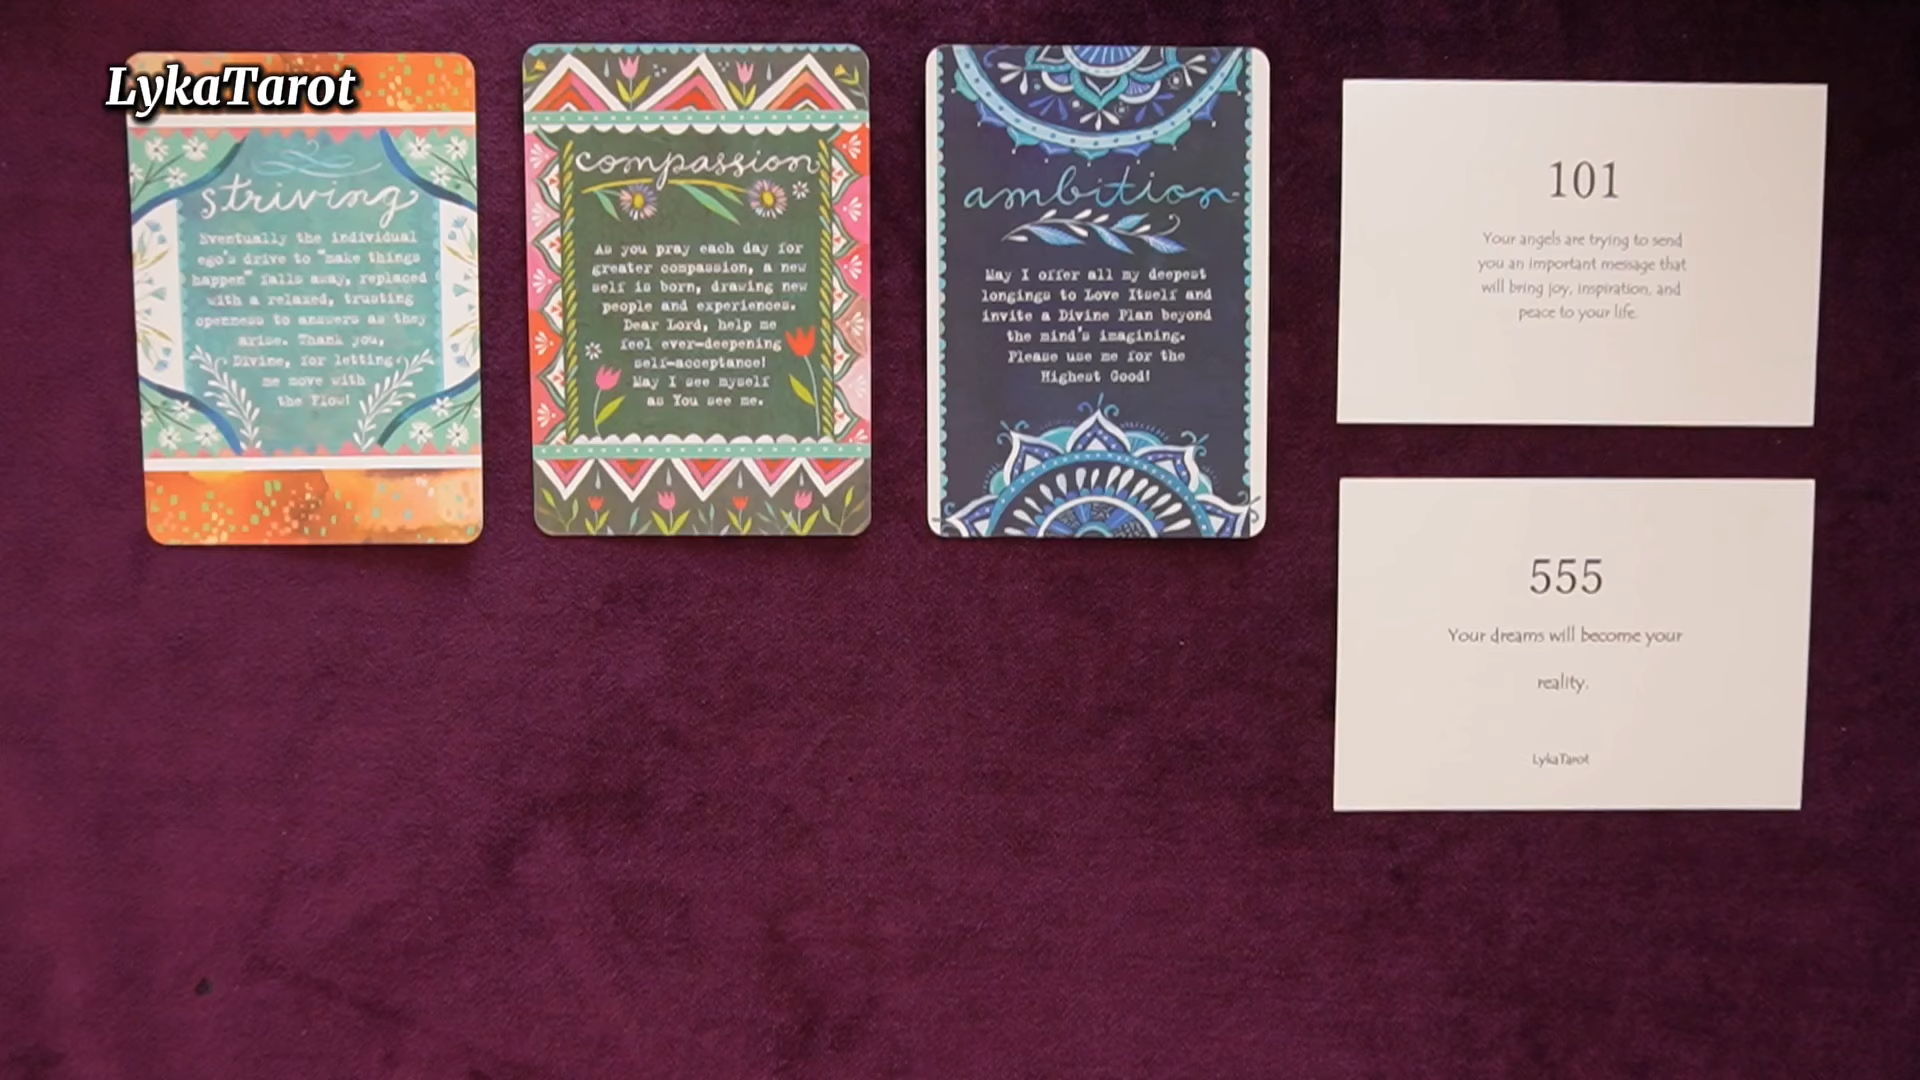 LykaTarot
striving
Eventually the individual
ego's drive to "make things
happen" falls away, replaced
with a relaxed, trusting
openness to answers as they
arise. Thank you,
Divine, for letting
me move with
the Flow!
compassion
As you pray each day for
greater compassion, a new
self is born, drawing new
people and experiences.
Dear Lord, help me
feel ever-deepening
self-acceptance!
May I see myself
as You see me.
ambition
May I offer all my deepest
longings to Love Itself and
invite a Divine Plan beyond
the mind's imagining.
Please use me for the
Highest Good!
101
Your angels are trying to send
you an important message that
will bring joy, inspiration, and
peace to your life.
555
Your dreams will become your
reality.
LykaTarot